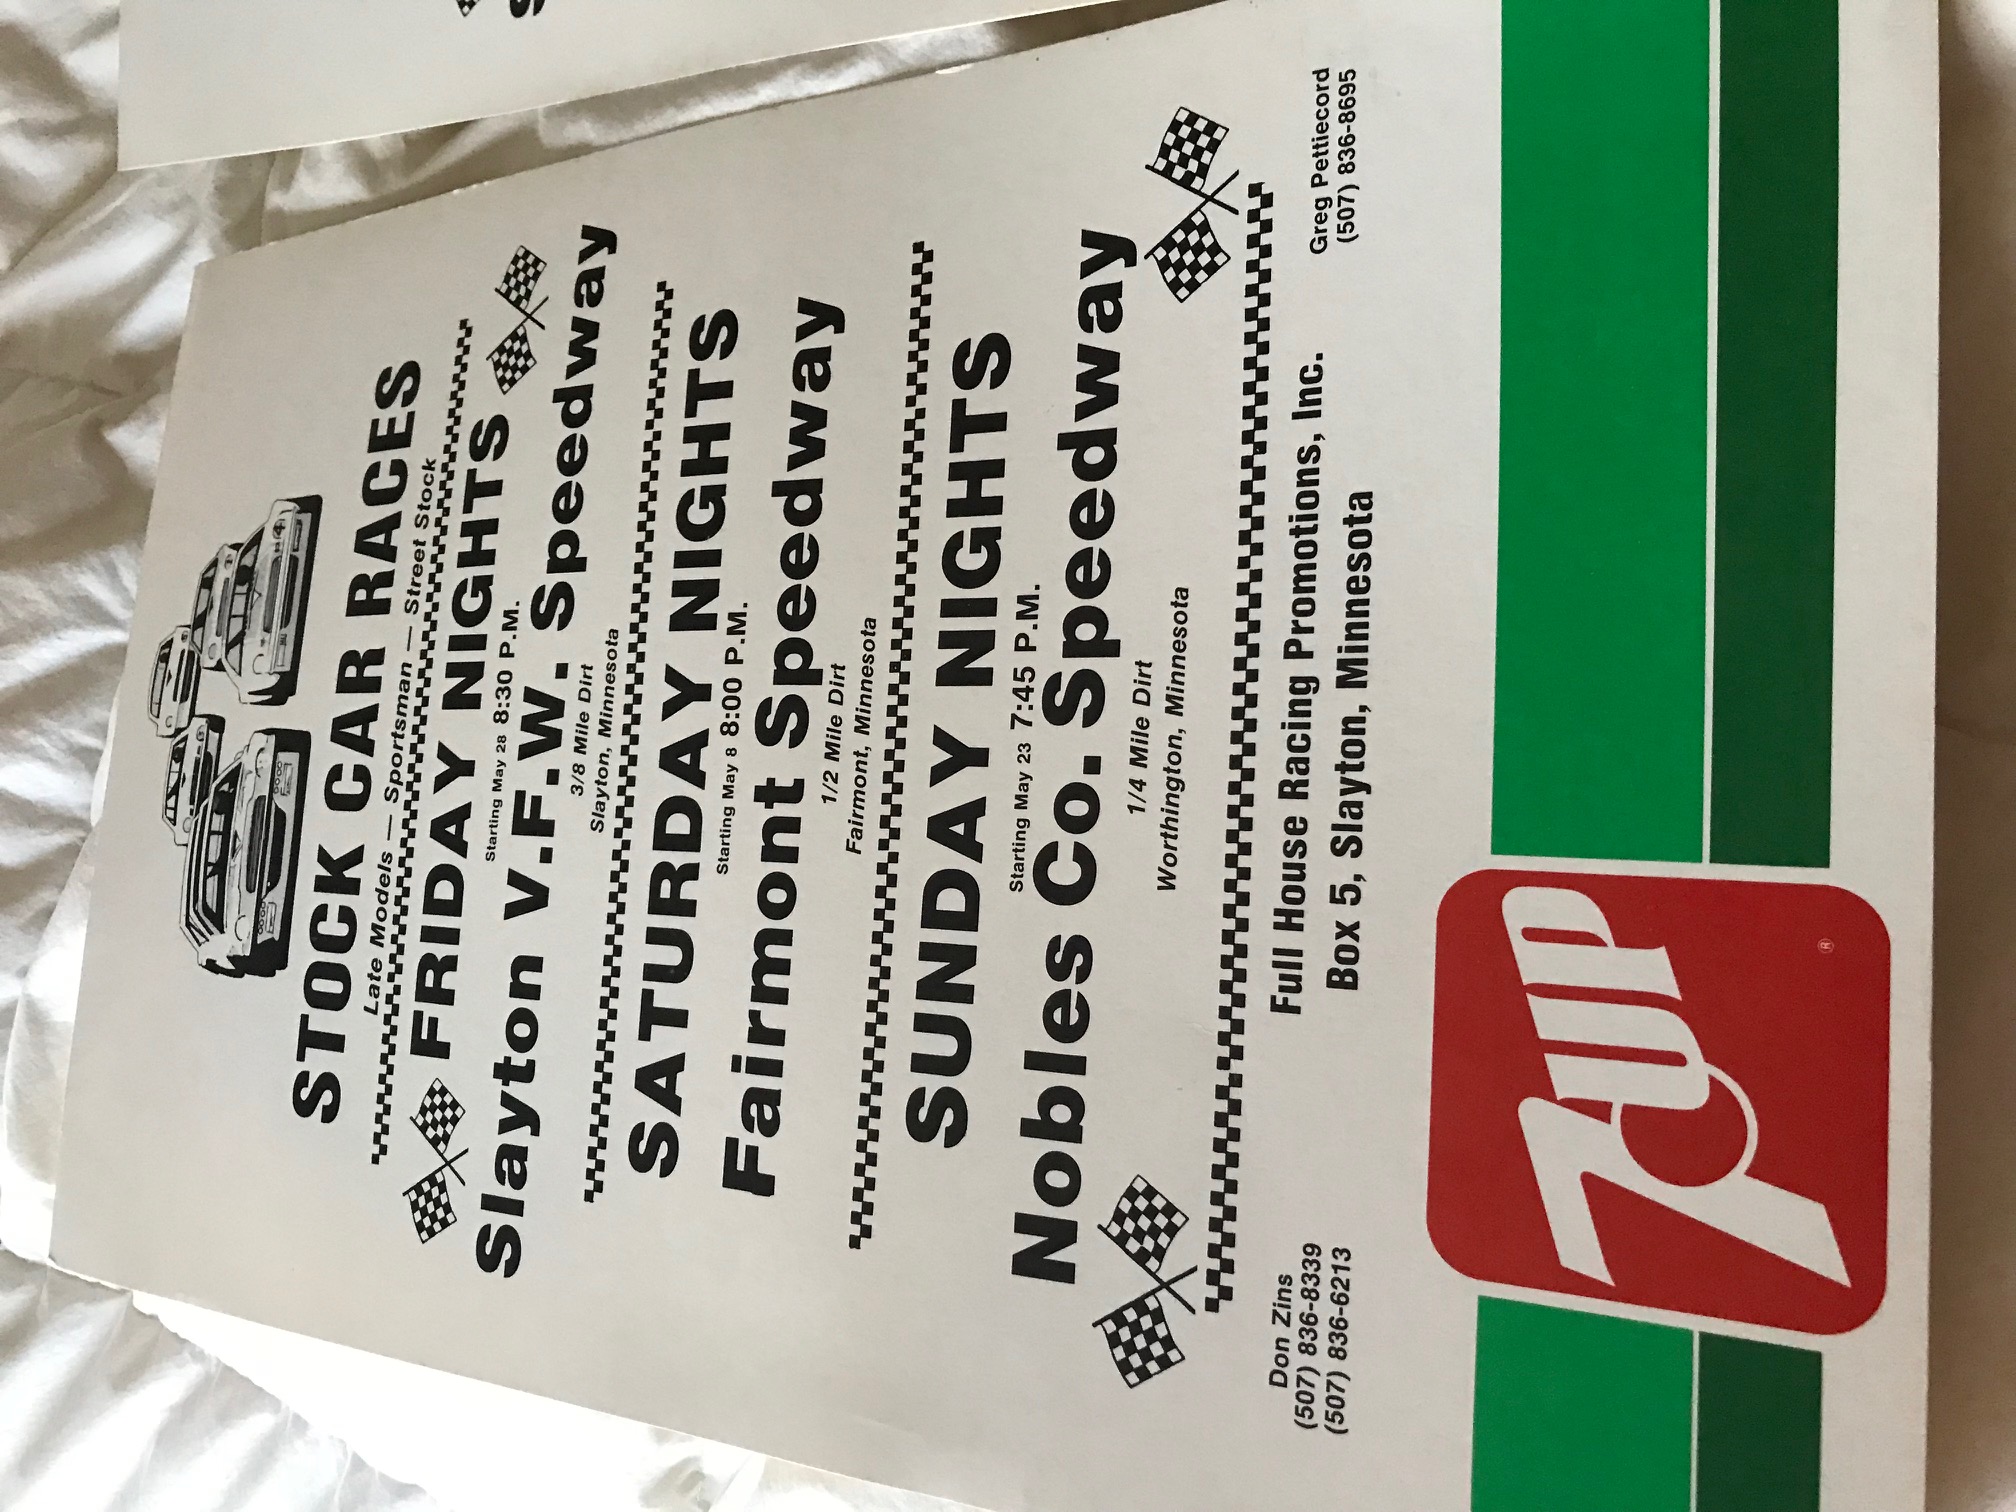 STOCK CAR RACES
Late Models — Sportsman — Street Stock
FRIDAY NIGHTS
Starting May 28 8:30 P.M.
Slayton V.F.W. Speedway
3/8 Mile Dirt
Slayton, Minnesota
SATURDAY NIGHTS
Starting May 8 8:00 P.M.
Fairmont Speedway
1/2 Mile Dirt
Fairmont, Minnesota
SUNDAY NIGHTS
Starting May 23 7:45 P.M.
Nobles Co. Speedway
1/4 Mile Dirt
Worthington, Minnesota
Don Zins
(507) 836-8339
(507) 836-6213
Full House Racing Promotions, Inc.
Box 5, Slayton, Minnesota
Greg Pettiecord
(507) 836-8695
7UP
®